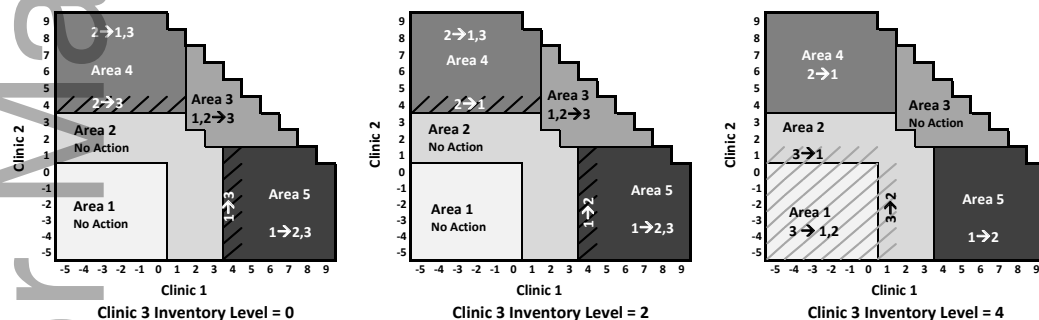 9
8
7
6
5
4
3
2
1
0
-1
-2
-3
-4
-5
Clinic 2
2→1,3
Area 4
2→3
Area 3
1,2→3
Area 2
No Action
Area 1
No Action
1→3
Area 5
1→2,3
-5 -4 -3 -2 -1 0 1 2 3 4 5 6 7 8 9
Clinic 1
Clinic 3 Inventory Level = 0
9
8
7
6
5
4
3
2
1
0
-1
-2
-3
-4
-5
Clinic 2
2→1,3
Area 4
2→1
Area 3
1,2→3
Area 2
No Action
Area 1
No Action
1→2
Area 5
1→2,3
-5 -4 -3 -2 -1 0 1 2 3 4 5 6 7 8 9
Clinic 1
Clinic 3 Inventory Level = 2
9
8
7
6
5
4
3
2
1
0
-1
-2
-3
-4
-5
Clinic 2
Area 4
2→1
Area 3
No Action
Area 2
3→1
Area 1
3 → 1,2
3→2
Area 5
1→2
-5 -4 -3 -2 -1 0 1 2 3 4 5 6 7 8 9
Clinic 1
Clinic 3 Inventory Level = 4